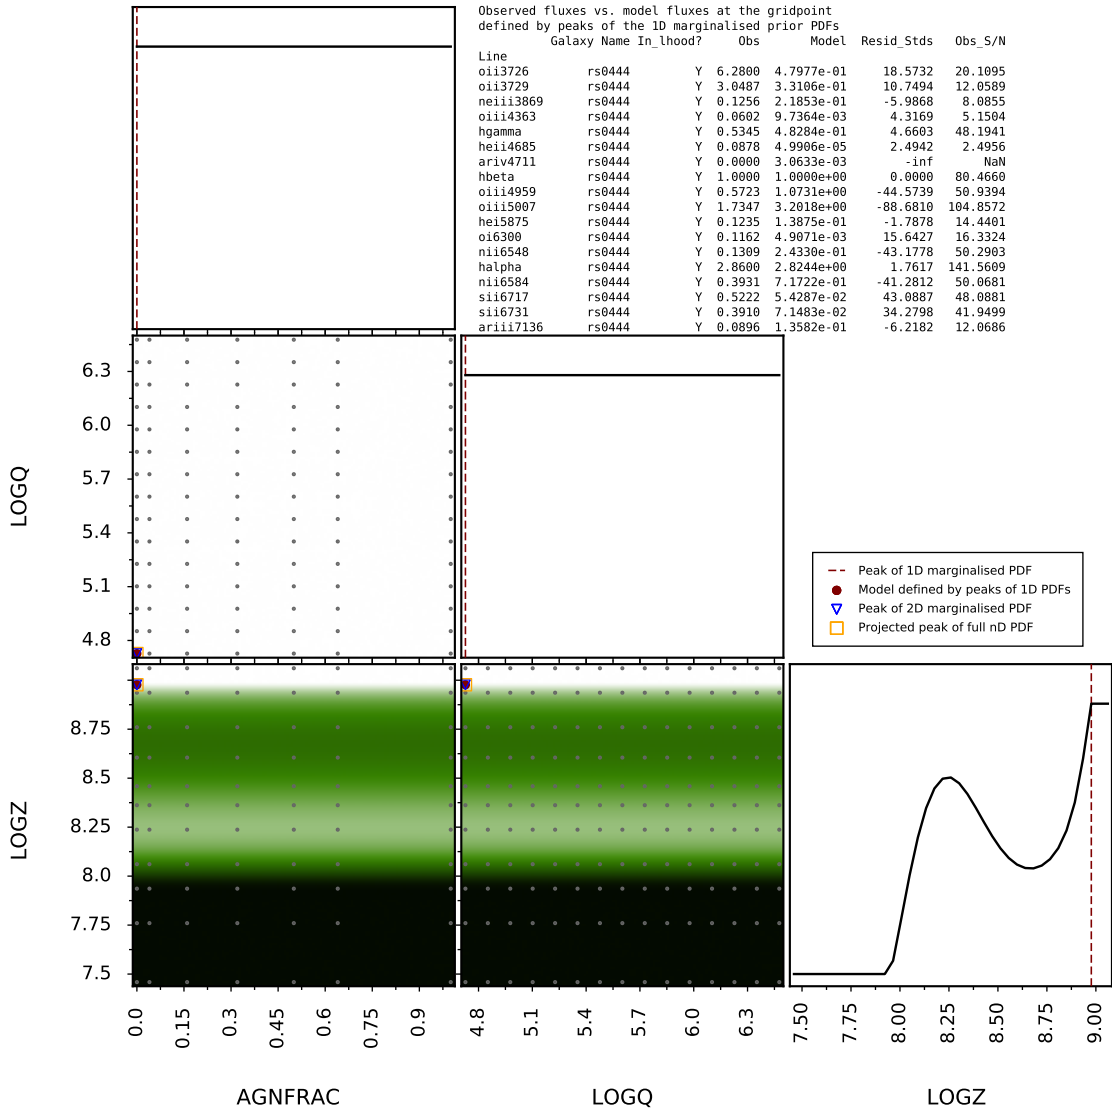 Observed fluxes vs. model fluxes at the gridpoint
defined by peaks of the 1D marginalised prior PDFs
Galaxy Name In_lhood? Obs Model Resid_Stds Obs_S/N
Line
oii3726 rs0444 Y 6.2800 4.7977e-01 18.5732 20.1095
oii3729 rs0444 Y 3.0487 3.3106e-01 10.7494 12.0589
neiii3869 rs0444 Y 0.1256 2.1853e-01 -5.9868 8.0855
oiii4363 rs0444 Y 0.0602 9.7364e-03 4.3169 5.1504
hgamma rs0444 Y 0.5345 4.8284e-01 4.6603 48.1941
heii4685 rs0444 Y 0.0878 4.9906e-05 2.4942 2.4956
ariv4711 rs0444 Y 0.0000 3.0633e-03 -inf NaN
hbeta rs0444 Y 1.0000 1.0000e+00 0.0000 80.4660
oiii4959 rs0444 Y 0.5723 1.0731e+00 -44.5739 50.9394
oiii5007 rs0444 Y 1.7347 3.2018e+00 -88.6810 104.8572
hei5875 rs0444 Y 0.1235 1.3875e-01 -1.7878 14.4401
oi6300 rs0444 Y 0.1162 4.9071e-03 15.6427 16.3324
nii6548 rs0444 Y 0.1309 2.4330e-01 -43.1778 50.2903
halpha rs0444 Y 2.8600 2.8244e+00 1.7617 141.5609
nii6584 rs0444 Y 0.3931 7.1722e-01 -41.2812 50.0681
sii6717 rs0444 Y 0.5222 5.4287e-02 43.0887 48.0881
sii6731 rs0444 Y 0.3910 7.1483e-02 34.2798 41.9499
ariii7136 rs0444 Y 0.0896 1.3582e-01 -6.2182 12.0686
LOGQ
6.3
6.0
5.7
5.4
5.1
4.8
Peak of 1D marginalised PDF
Model defined by peaks of 1D PDFs
Peak of 2D marginalised PDF
Projected peak of full nD PDF
LOGZ
8.75
8.5
8.25
8.0
7.75
7.5
0.0 0.15 0.3 0.45 0.6 0.75 0.9
4.8 5.1 5.4 5.7 6.0 6.3
7.50 7.75 8.00 8.25 8.50 8.75 9.00
AGNFRAC LOGQ LOGZ